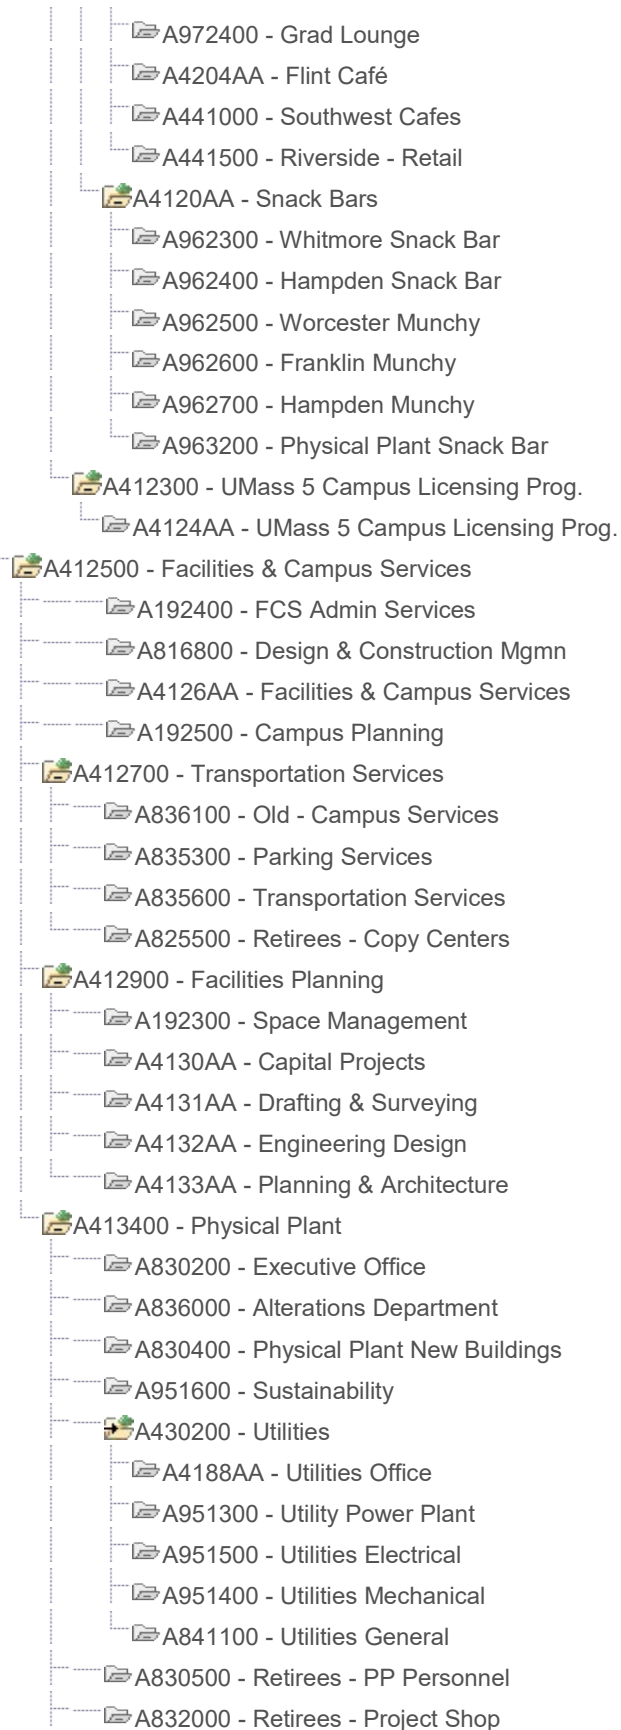 A972400 - Grad Lounge
A4204AA - Flint Café
A441000 - Southwest Cafes
A441500 - Riverside - Retail
A4120AA - Snack Bars
A962300 - Whitmore Snack Bar
A962400 - Hampden Snack Bar
A962500 - Worcester Munchy
A962600 - Franklin Munchy
A962700 - Hampden Munchy
A963200 - Physical Plant Snack Bar
A412300 - UMass 5 Campus Licensing Prog.
A4124AA - UMass 5 Campus Licensing Prog.
A412500 - Facilities & Campus Services
A192400 - FCS Admin Services
A816800 - Design & Construction Mgmn
A4126AA - Facilities & Campus Services
A192500 - Campus Planning
A412700 - Transportation Services
A836100 - Old - Campus Services
A835300 - Parking Services
A835600 - Transportation Services
A825500 - Retirees - Copy Centers
A412900 - Facilities Planning
A192300 - Space Management
A4130AA - Capital Projects
A4131AA - Drafting & Surveying
A4132AA - Engineering Design
A4133AA - Planning & Architecture
A413400 - Physical Plant
A830200 - Executive Office
A836000 - Alterations Department
A830400 - Physical Plant New Buildings
A951600 - Sustainability
A430200 - Utilities
A4188AA - Utilities Office
A951300 - Utility Power Plant
A951500 - Utilities Electrical
A951400 - Utilities Mechanical
A841100 - Utilities General
A830500 - Retirees - PP Personnel
A832000 - Retirees - Project Shop